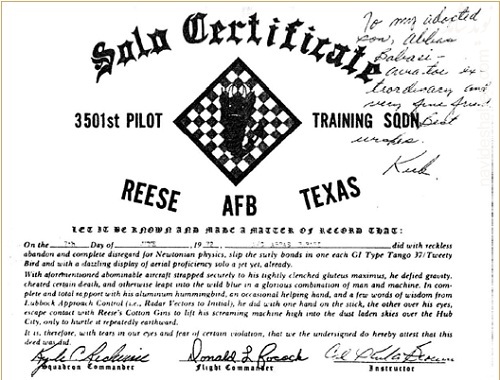 Solo Certificate
To my adopted
son, Abbas
Babaei -
aviator ex-
trordinary and
very fine friend
Best
wishes.
3501st PILOT
TRAINING SQDN
REESE AFB TEXAS
LET IT BE KNOWN AND MADE A MATTER OF RECORD THAT:
On the Day of JUNE, 19 did with reckless
abandon and complete disregard for Newtonian physics, slip the surly bonds in one each GI Type Tango 37/Tweety
Bird and with a dazzling display of aerial proficiency solo a jet yet, already.
With aforementioned abominable aircraft strapped securely to his tightly clenched gluteus maximus, he defied gravity,
cheated certain death, and otherwise leapt into the wild blue in a glorious combination of man and machine. In com-
plete and total rapport with his aluminum hummingbird, an occasional helping hand, and a few words of wisdom from
Lubbock Approach Control (i.e., Radar Vectors to Initial), he did with one hand on the stick, the other over his eyes,
escape contact with Reese's Cotton Gins to lift his screaming machine high into the dust laden skies over the Hub
City, only to hurtle at repeatedly earthward.
It is, therefore, with tears in our eyes and fear of certain violation, that we the undersigned do hereby attest that this
deed was did.
Squadron Commander
Flight Commander
Instructor